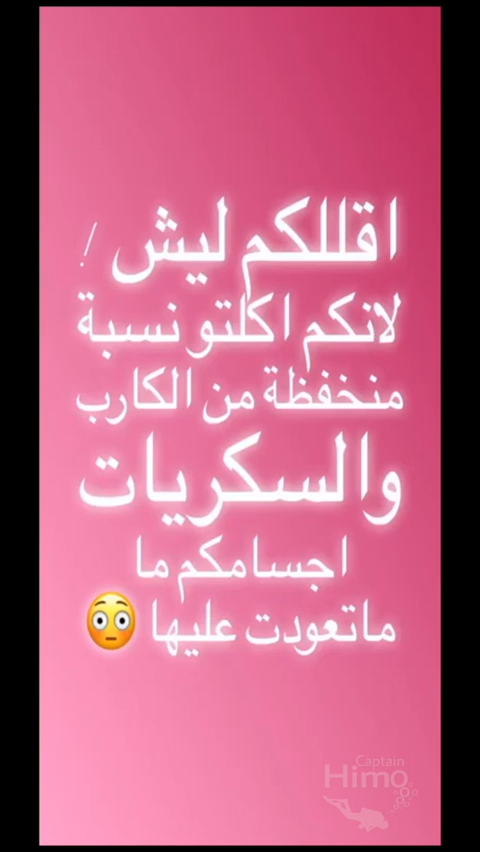 اقللكم ليش !
لانكم اكلتو نسبة
منخفظة من الكارب
والسكريات
اجسامكم ما
ماتعودت عليها 😳
Captain
Himo